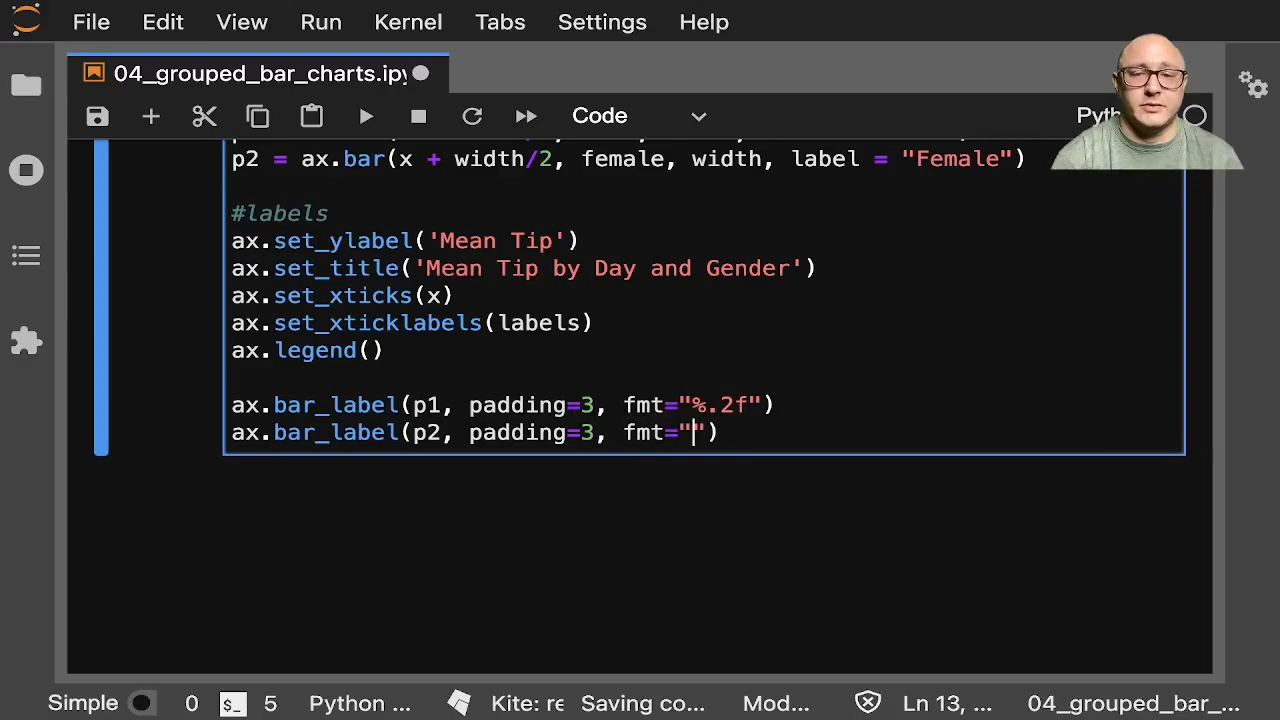 File Edit View Run Kernel Tabs Settings Help
04_grouped_bar_charts.ipy
Code
p2 = ax.bar(x + width/2, female, width, label = "Female")
#labels
ax.set_ylabel('Mean Tip')
ax.set_title('Mean Tip by Day and Gender')
ax.set_xticks(x)
ax.set_xticklabels(labels)
ax.legend()
ax.bar_label(p1, padding=3, fmt="%.2f")
ax.bar_label(p2, padding=3, fmt="")
Simple 0 $_ 5 Python ... Kite: re Saving co... Mod... Ln 13, ... 04_grouped_bar_...